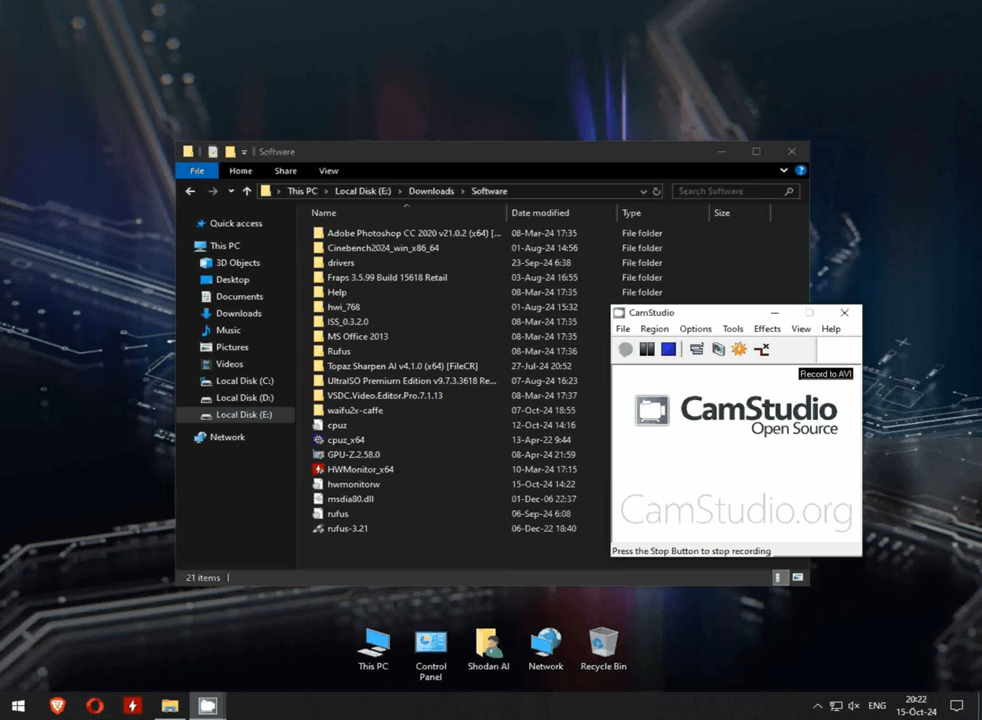 Software
File Home Share View
This PC Local Disk (E:) Downloads Software Search Software
Quick access
This PC
3D Objects
Desktop
Documents
Downloads
Music
Pictures
Videos
Local Disk (C:)
Local Disk (D:)
Local Disk (E:)
Network
Name Date modified Type Size
Adobe Photoshop CC 2020 v21.0.2 (x64) [... 08-Mar-24 17:35 File folder
Cinebench2024_win_x86_64 01-Aug-24 14:56 File folder
drivers 23-Sep-24 6:38 File folder
Fraps 3.5.99 Build 15618 Retail 03-Aug-24 16:55 File folder
Help 08-Mar-24 17:35 File folder
hwi_768 01-Aug-24 15:32
ISS_0.3.2.0 08-Mar-24 17:35
MS Office 2013 08-Mar-24 17:35
Rufus 08-Mar-24 17:36
Topaz Sharpen AI v4.1.0 (x64) [FileCR] 27-Jul-24 20:52
UltraISO Premium Edition v9.7.3.3618 Re... 07-Aug-24 16:23
VSDC.Video.Editor.Pro.7.1.13 08-Mar-24 17:37
waifu2x-caffe 07-Oct-24 18:55
cpuz 12-Oct-24 14:16
cpuz_x64 13-Apr-22 9:44
GPU-Z.2.58.0 08-Apr-24 21:59
HWMonitor_x64 10-Mar-24 17:15
hwmonitorw 15-Oct-24 14:22
msdia80.dll 01-Dec-06 22:37
rufus 06-Sep-24 6:08
rufus-3.21 06-Dec-22 18:40
21 items
CamStudio
File Region Options Tools Effects View Help
Record to AVI
CamStudio
Open Source
CamStudio.org
Press the Stop Button to stop recording
This PC
Control Panel
Shodan AI
Network
Recycle Bin
ENG
20:22
15-Oct-24